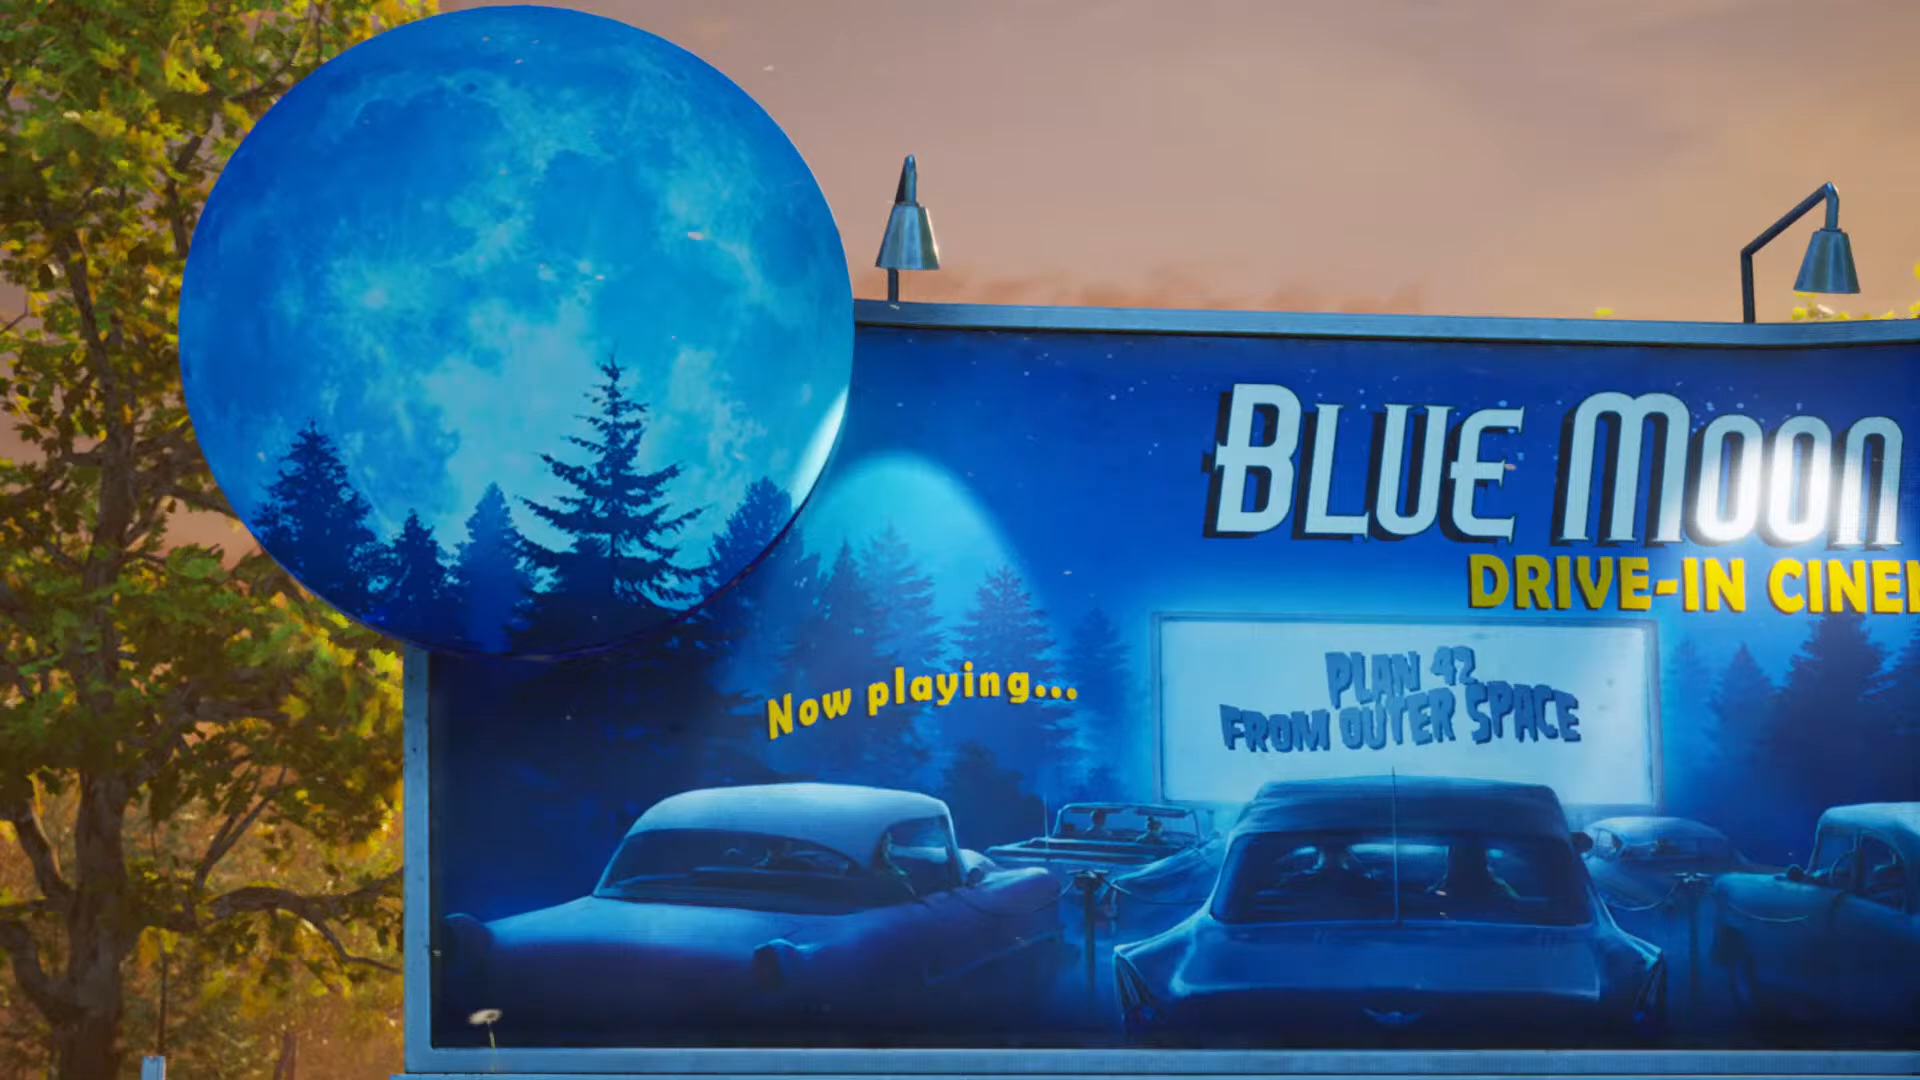 BLUE MOON
DRIVE-IN CINE
Now playing...
PLAN 42
FROM OUTER SPACE